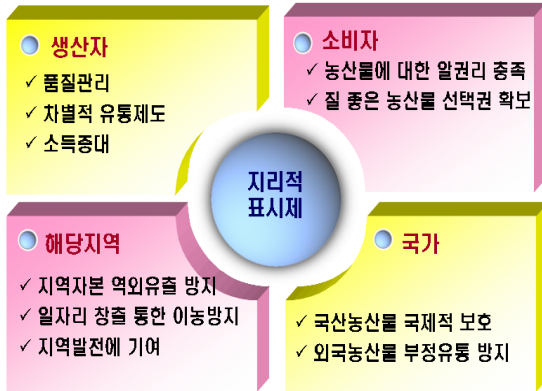 생산자
✓ 품질관리
✓ 차별적 유통제도
✓ 소득증대
소비자
✓ 농산물에 대한 알권리 충족
✓ 질 좋은 농산물 선택권 확보
지리적
표시제
해당지역
✓ 지역자본 역외유출 방지
✓ 일자리 창출 통한 이농방지
✓ 지역발전에 기여
국가
✓ 국산농산물 국제적 보호
✓ 외국농산물 부정유통 방지